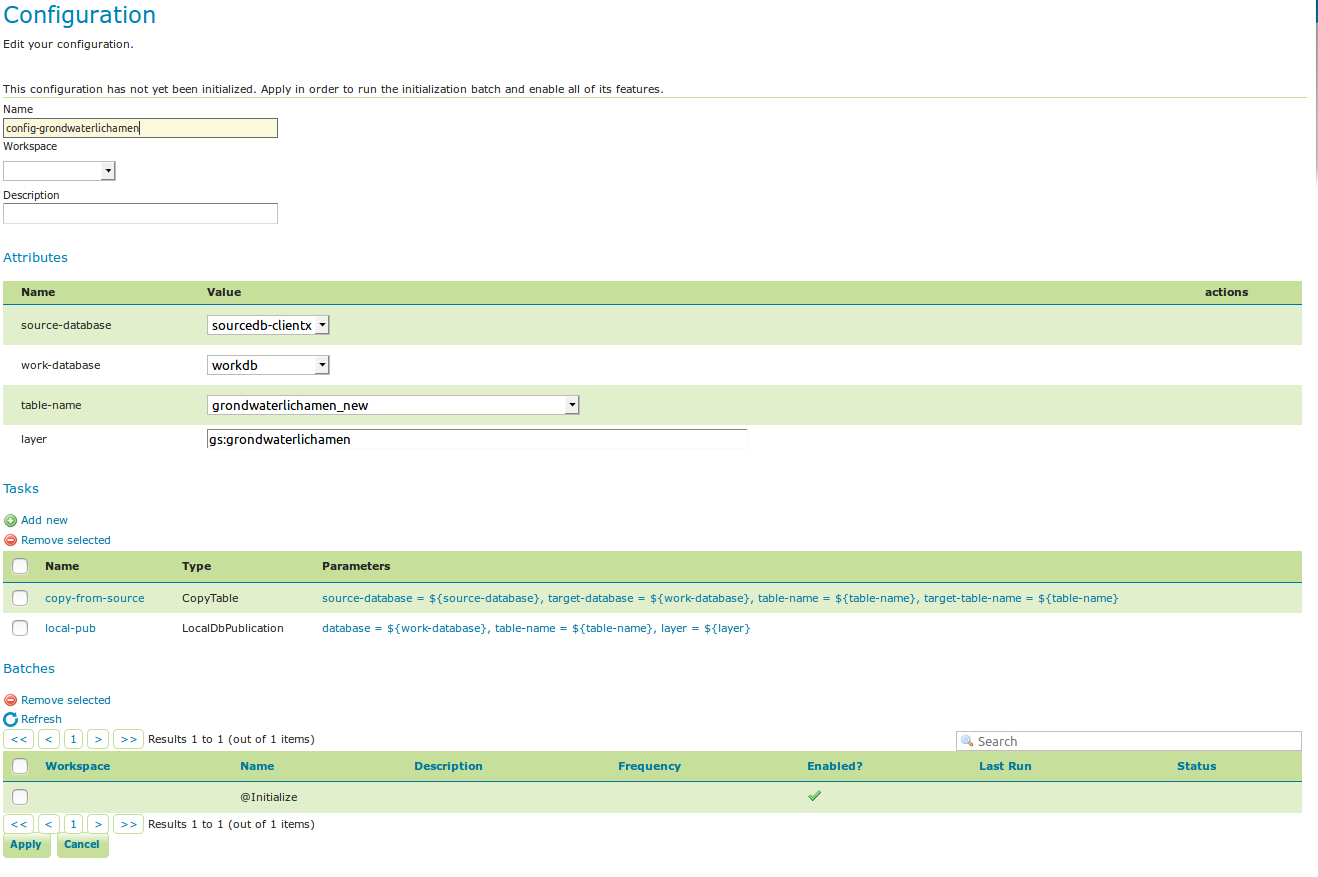 Configuration
Edit your configuration.
This configuration has not yet been initialized. Apply in order to run the initialization batch and enable all of its features.
Name
config-grondwaterlichamen
Workspace
Description
Attributes
Name Value actions
source-database sourcedb-clientx
work-database workdb
table-name grondwaterlichamen_new
layer gs:grondwaterlichamen
Tasks
Add new
Remove selected
Name Type Parameters
copy-from-source CopyTable source-database = ${source-database}, target-database = ${work-database}, table-name = ${table-name}, target-table-name = ${table-name}
local-pub LocalDbPublication database = ${work-database}, table-name = ${table-name}, layer = ${layer}
Batches
Remove selected
Refresh
<< < 1 > >> Results 1 to 1 (out of 1 items) Search
Workspace Name Description Frequency Enabled? Last Run Status
@Initialize
<< < 1 > >> Results 1 to 1 (out of 1 items)
Apply Cancel